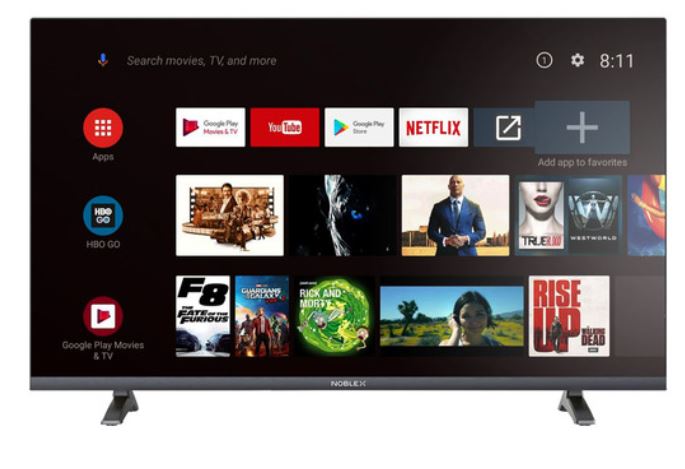 Search movies, TV, and more
1
8:11
Google Play
Movies & TV
YouTube
Google Play
Store
NETFLIX
Apps
Add app to favorites
HBO
GO
HBO GO
TRUEBLOOD
WESTWORLD
F8
THE
FATE OF THE
FURIOUS
GUARDIANS
OF THE
GALAXY
RICK AND
MORTY
RISE
UP
THE
WALKING
DEAD
Google Play Movies
& TV
NOBLEX